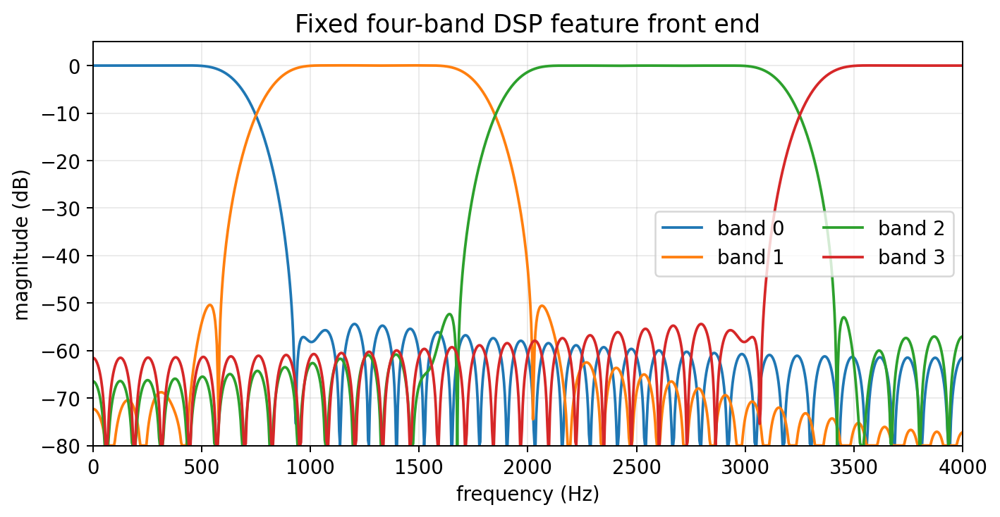 Fixed four-band DSP feature front end
magnitude (dB)
0
−10
−20
−30
−40
−50
−60
−70
−80
band 0
band 1
band 2
band 3
0 500 1000 1500 2000 2500 3000 3500 4000
frequency (Hz)